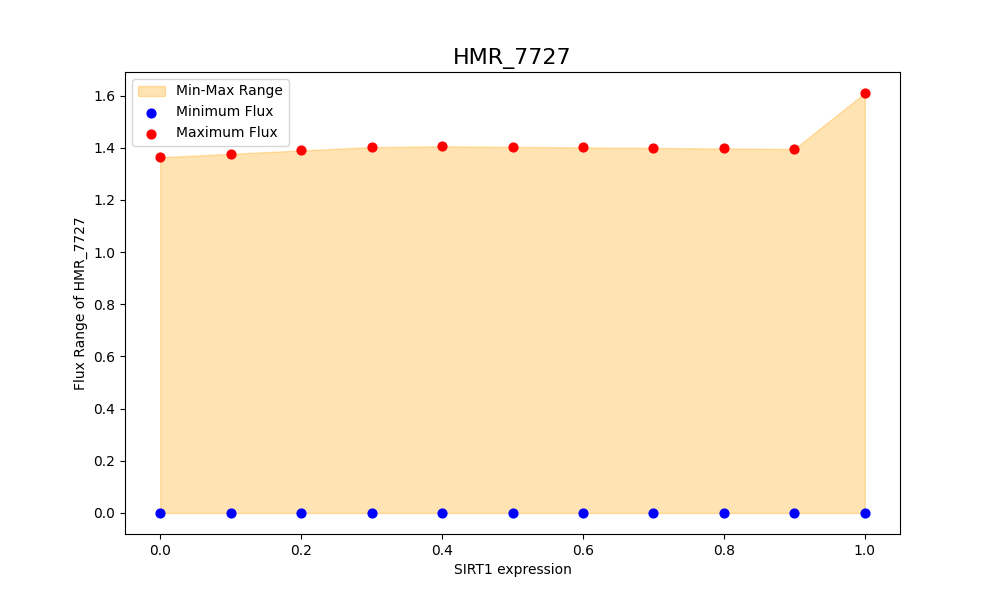 HMR_7727
Min-Max Range
Minimum Flux
Maximum Flux
Flux Range of HMR_7727
1.6
1.4
1.2
1.0
0.8
0.6
0.4
0.2
0.0
0.0 0.2 0.4 0.6 0.8 1.0
SIRT1 expression